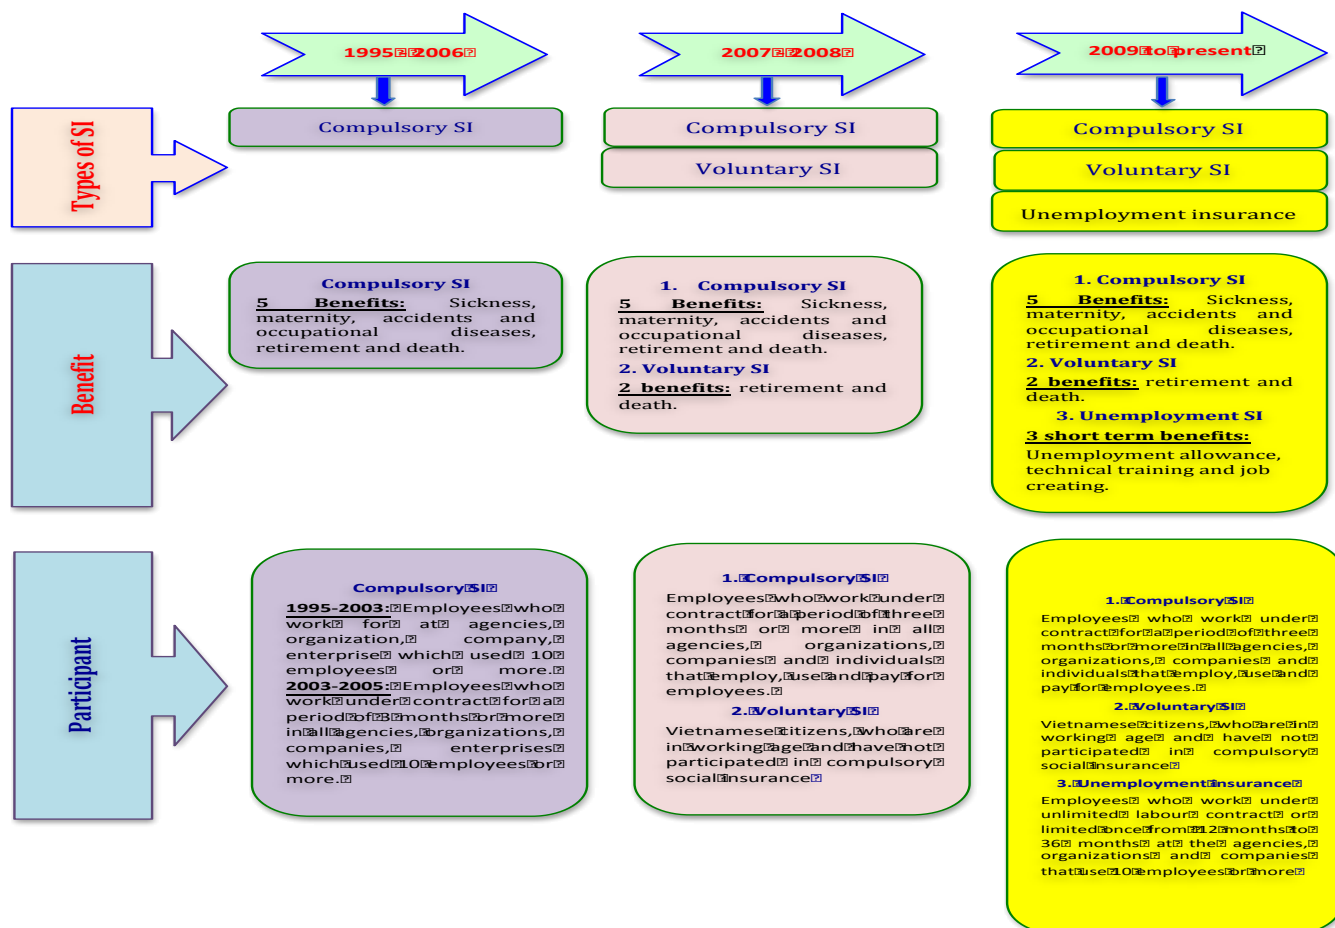 1995 - 2006
2007 - 2008
2009 to present
Types of SI
Compulsory SI
Compulsory SI
Voluntary SI
Compulsory SI
Voluntary SI
Unemployment insurance
Benefit
Compulsory SI
5 Benefits: Sickness,
maternity, accidents and
occupational diseases,
retirement and death.
1. Compulsory SI
5 Benefits: Sickness,
maternity, accidents and
occupational diseases,
retirement and death.
2. Voluntary SI
2 benefits: retirement and
death.
1. Compulsory SI
5 Benefits: Sickness,
maternity, accidents and
occupational diseases,
retirement and death.
2. Voluntary SI
2 benefits: retirement and
death.
3. Unemployment SI
3 short term benefits:
Unemployment allowance,
technical training and job
creating.
Participant
Compulsory SI
1995-2003: Employees who
work for at agencies,
organization, company,
enterprise which used 10
employees or more.
2003-2005: Employees who
work under contract for a
period of 3 months or more
in all agencies, organizations,
companies, enterprises
which used 10 employees or
more.
1. Compulsory SI
Employees who work under
contract for a period of three
months or more in all
agencies, organizations,
companies and individuals
that employ, use and pay for
employees.
2. Voluntary SI
Vietnamese citizens, who are
in working age and have not
participated in compulsory
social insurance
1. Compulsory SI
Employees who work under
contract for a period of three
months or more in all agencies,
organizations, companies and
individuals that employ, use and
pay for employees.
2. Voluntary SI
Vietnamese citizens, who are in
working age and have not
participated in compulsory
social insurance
3. Unemployment insurance
Employees who work under
unlimited labour contract or
limited once from 12 months to
36 months at the agencies,
organizations and companies
that use 10 employees or more